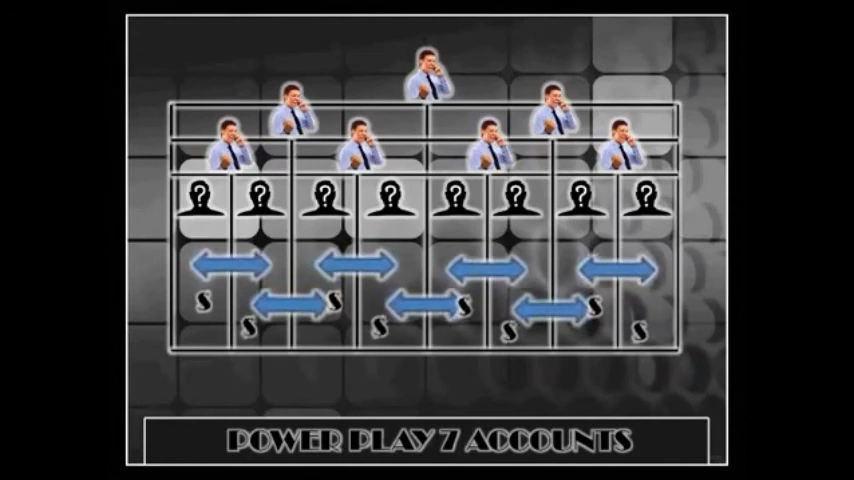 ? ? ? ? ? ? ? ?
S S S S
S S S S
POWER PLAY 7 ACCOUNTS